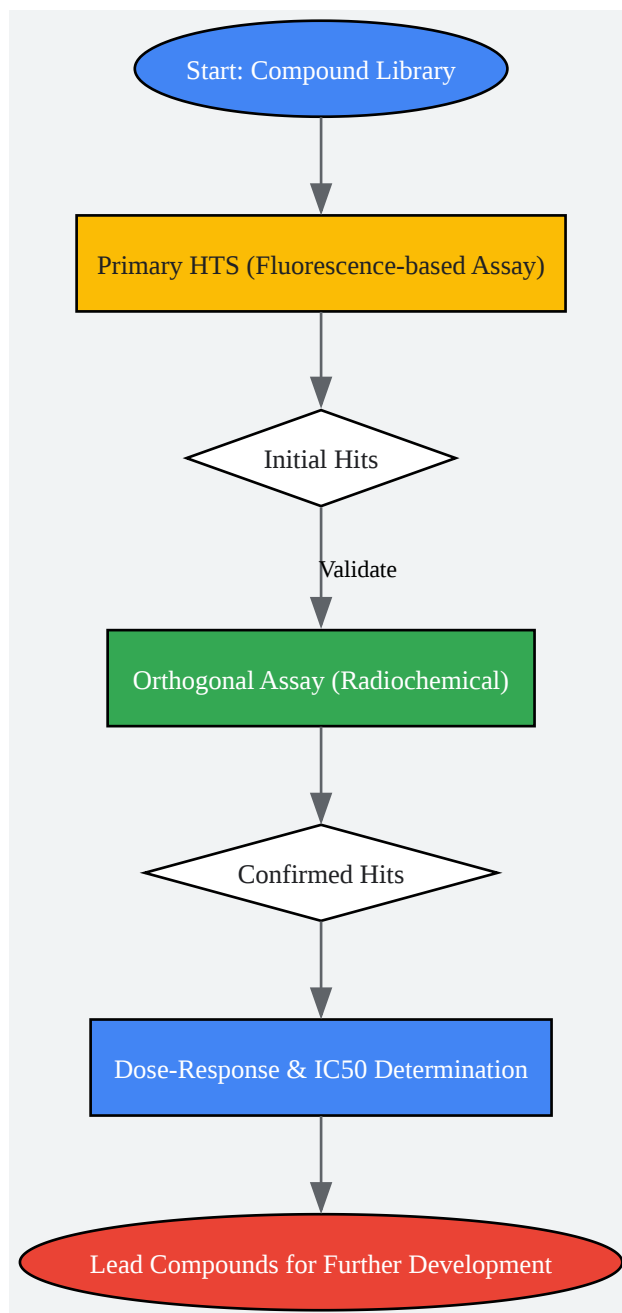 Start: Compound Library
Primary HTS (Fluorescence-based Assay)
Initial Hits
Validate
Orthogonal Assay (Radiochemical)
Confirmed Hits
Dose-Response & IC50 Determination
Lead Compounds for Further Development